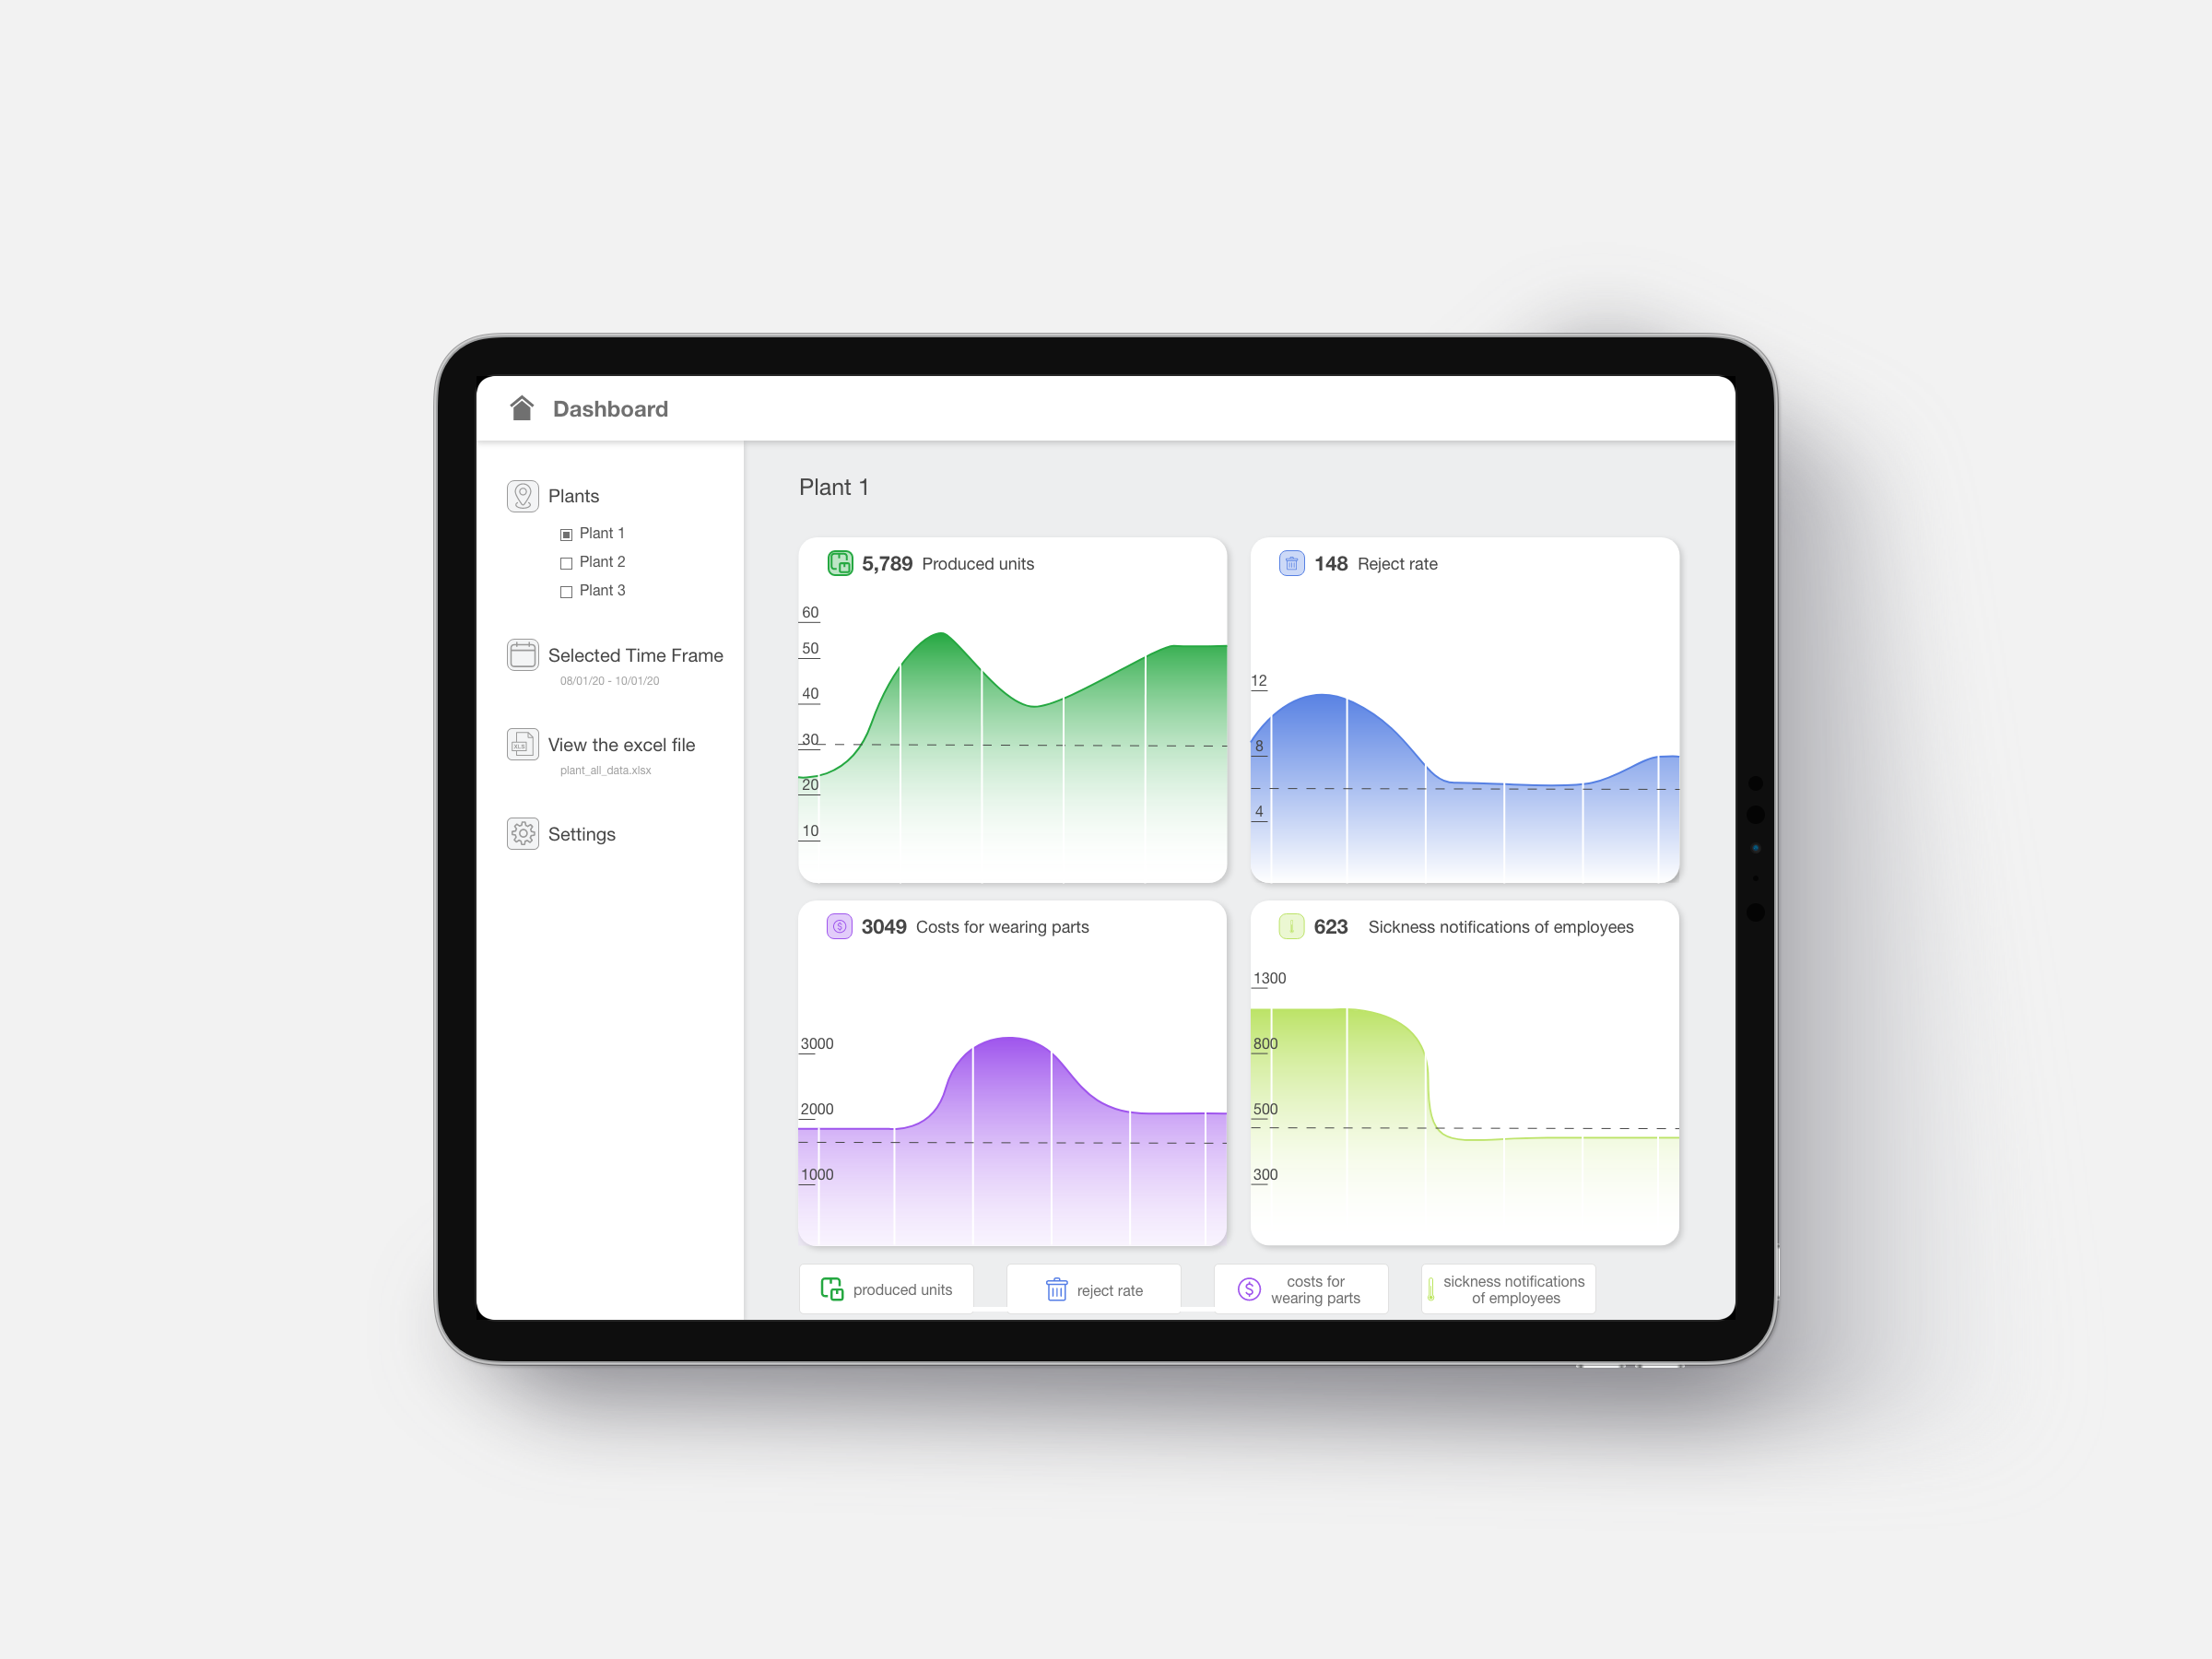 Dashboard
Plants
Plant 1
Plant 2
Plant 3
Selected Time Frame
08/01/20 - 10/01/20
View the excel file
XLS
plant_all_data.xlsx
Settings
Plant 1
5,789 Produced units
60
50
40
30
20
10
148 Reject rate
12
8
4
$ 3049 Costs for wearing parts
3000
2000
1000
623 Sickness notifications of employees
1300
800
500
300
produced units
reject rate
$ costs for
wearing parts
sickness notifications
of employees